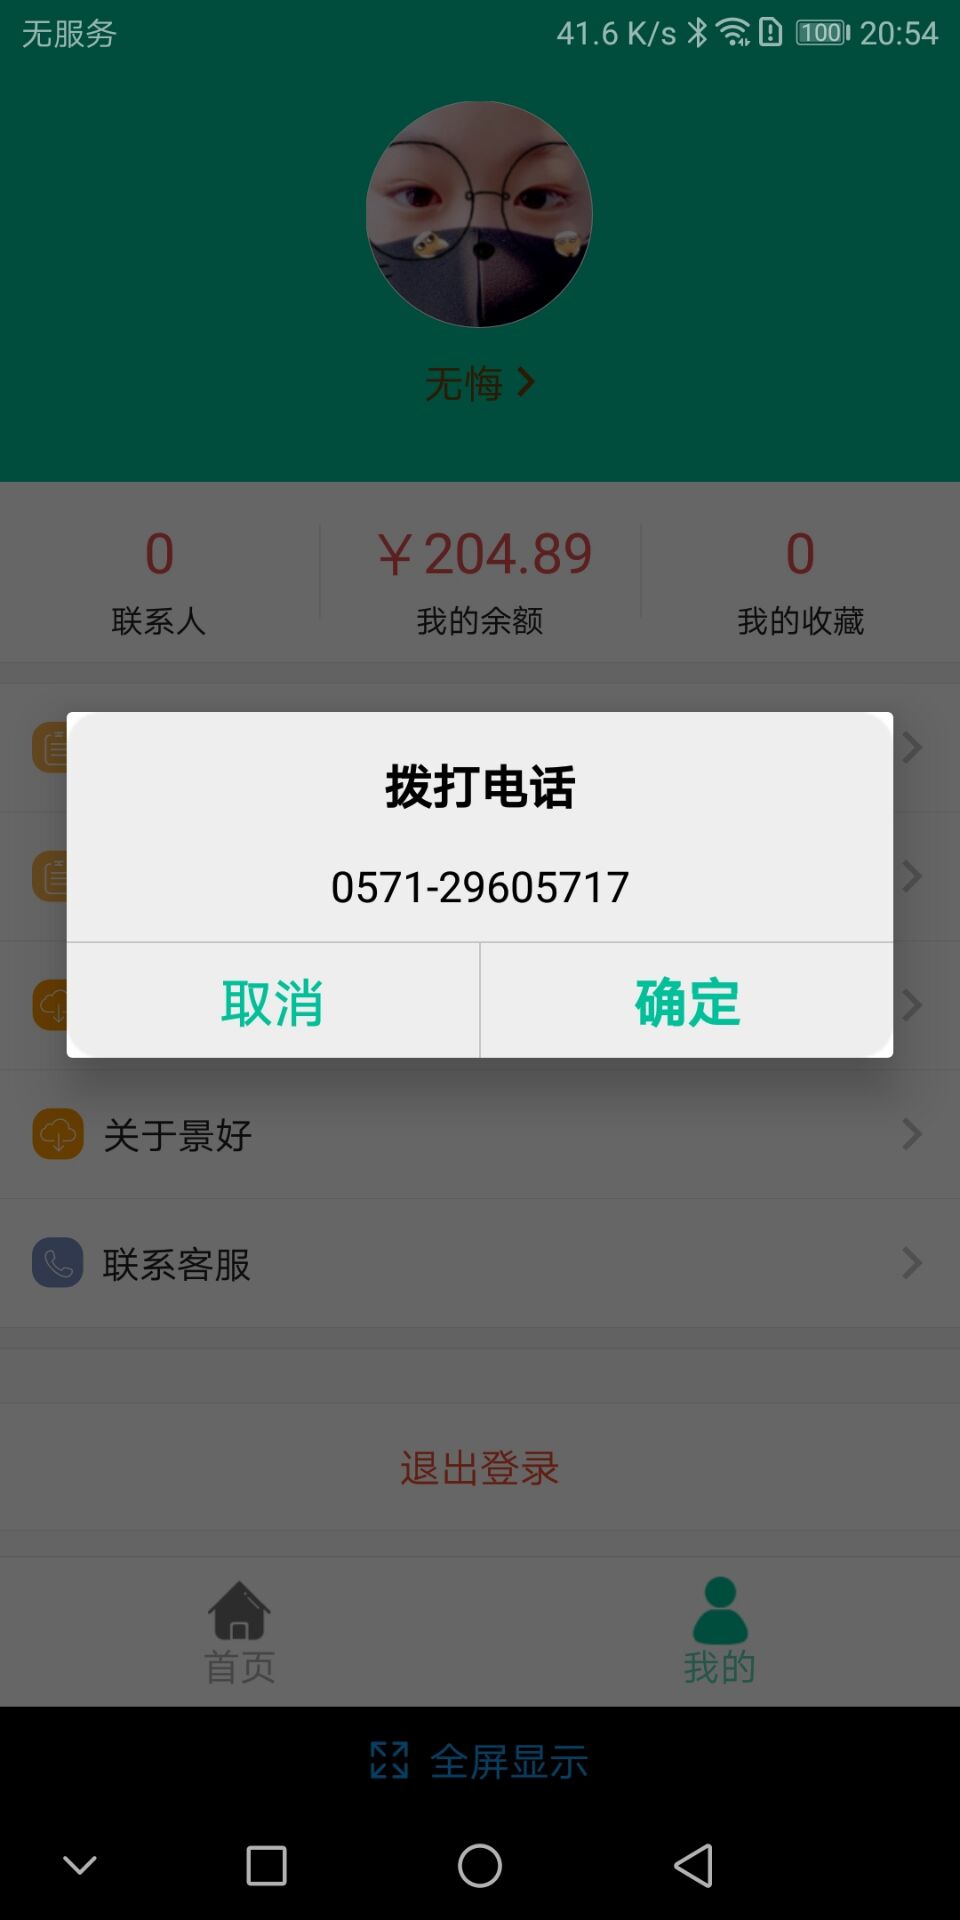 无服务 41.6 K/s 100 20:54
无悔
0 ￥204.89 0
联系人 我的余额 我的收藏
拨打电话
0571-29605717
取消 确定
关于景好
联系客服
退出登录
首页 我的
全屏显示